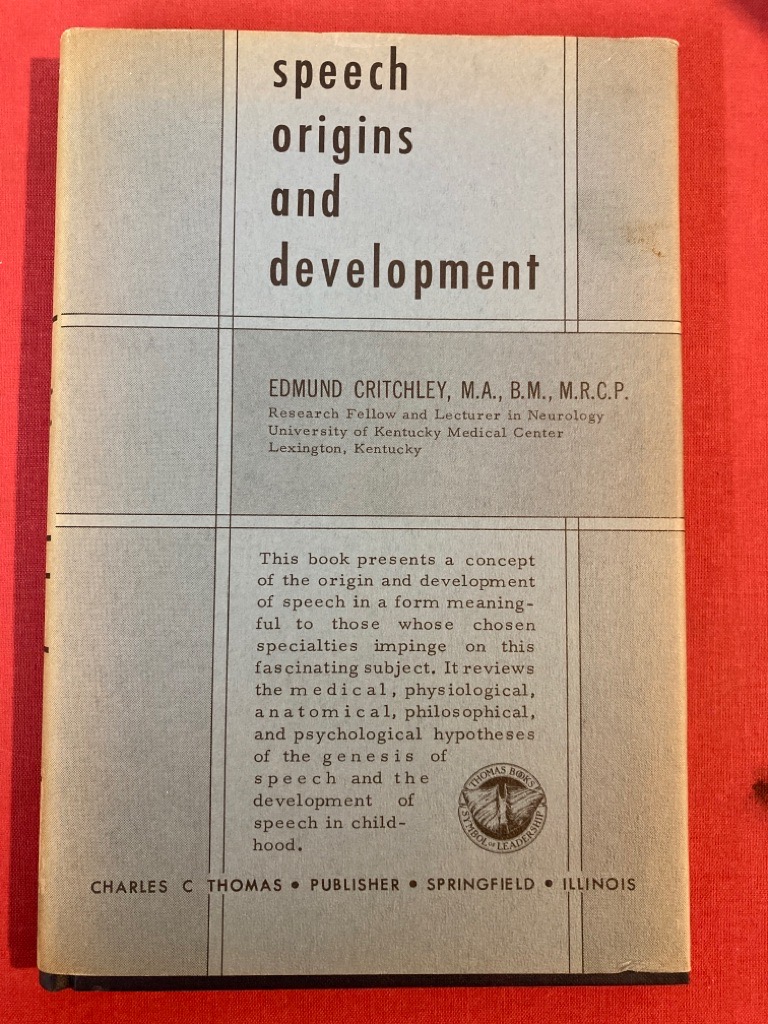 speech
origins
and
development
EDMUND CRITCHLEY, M.A., B.M., M.R.C.P.
Research Fellow and Lecturer in Neurology
University of Kentucky Medical Center
Lexington, Kentucky
This book presents a concept
of the origin and development
of speech in a form meaning-
ful to those whose chosen
specialties impinge on this
fascinating subject. It reviews
the medical, physiological,
anatomical, philosophical,
and psychological hypotheses
of the genesis of
speech and the
development of
speech in child-
hood.
THOMAS BOOKS
SYMBOL OF LEADERSHIP
CHARLES C THOMAS • PUBLISHER • SPRINGFIELD • ILLINOIS